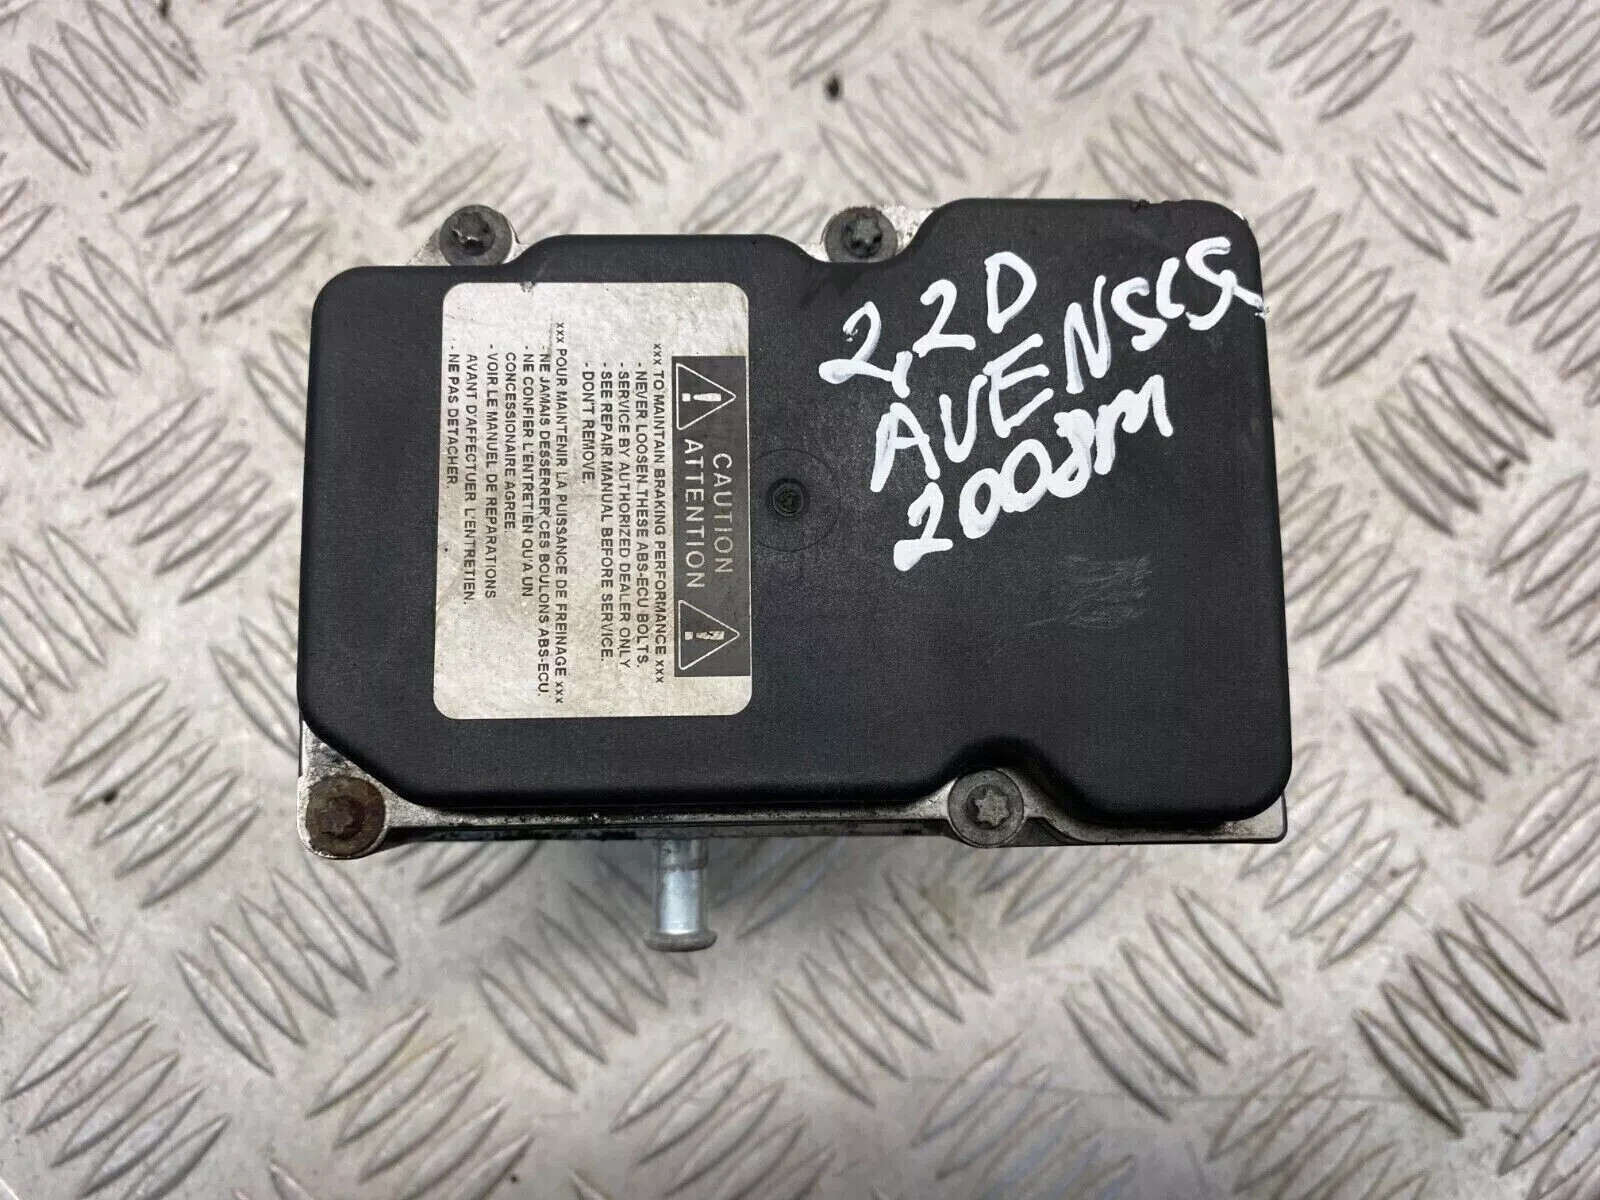 CAUTION
ATTENTION
xxx TO MAINTAIN BRAKING PERFORMANCE xxx
- NEVER LOOSEN THESE ABS-ECU BOLTS.
- SERVICE BY AUTHORIZED DEALER ONLY
- SEE REPAIR MANUAL BEFORE SERVICE.
- DON'T REMOVE.
xxx POUR MAINTENIR LA PUISSANCE DE FREINAGE xxx
- NE JAMAIS DESSERRER CES BOULONS ABS-ECU.
- NE CONFIER L'ENTRETIEN QU'A UN
CONCESSIONAIRE AGREE.
- VOIR LE MANUEL DE REPARATIONS
AVANT D'AFFECTUER L'ENTRETIEN.
- NE PAS DETACHER.
2,2D
AVENSIS